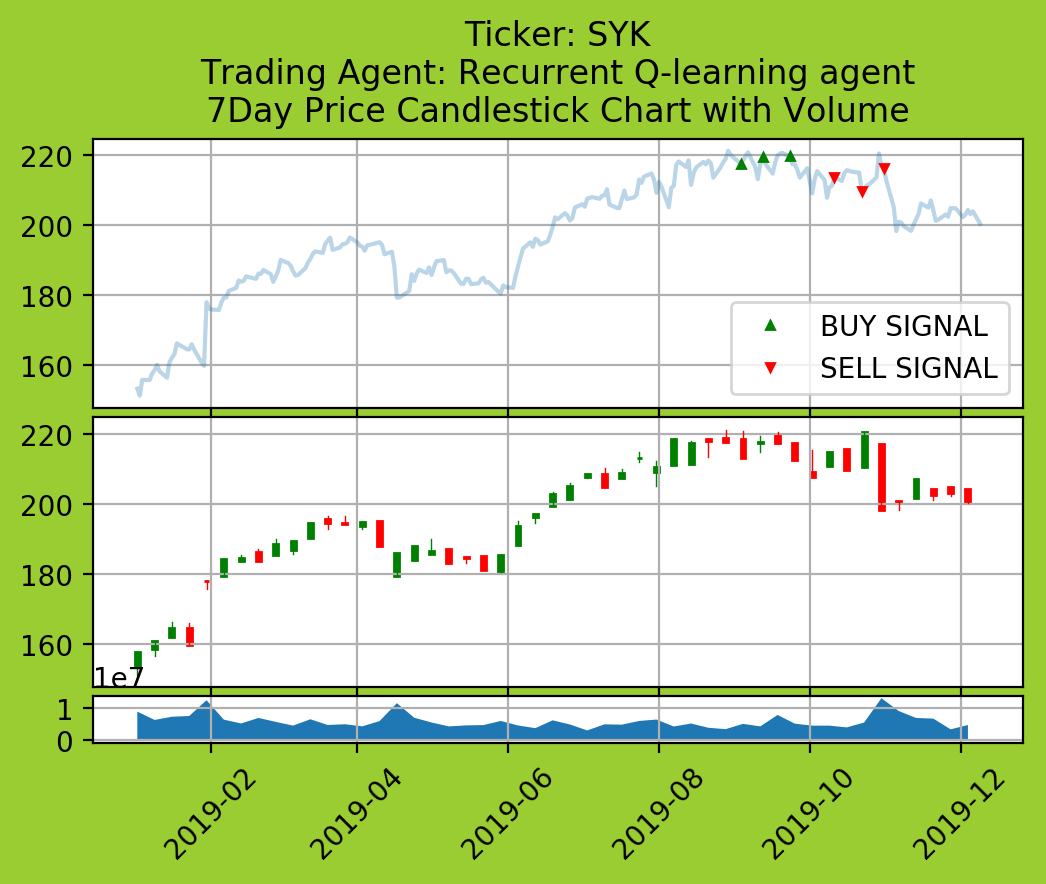 Ticker: SYK
Trading Agent: Recurrent Q-learning agent
7Day Price Candlestick Chart with Volume
220
200
180
160
BUY SIGNAL
SELL SIGNAL
220
200
180
160
1e7
1
0
2019-02
2019-04
2019-06
2019-08
2019-10
2019-12